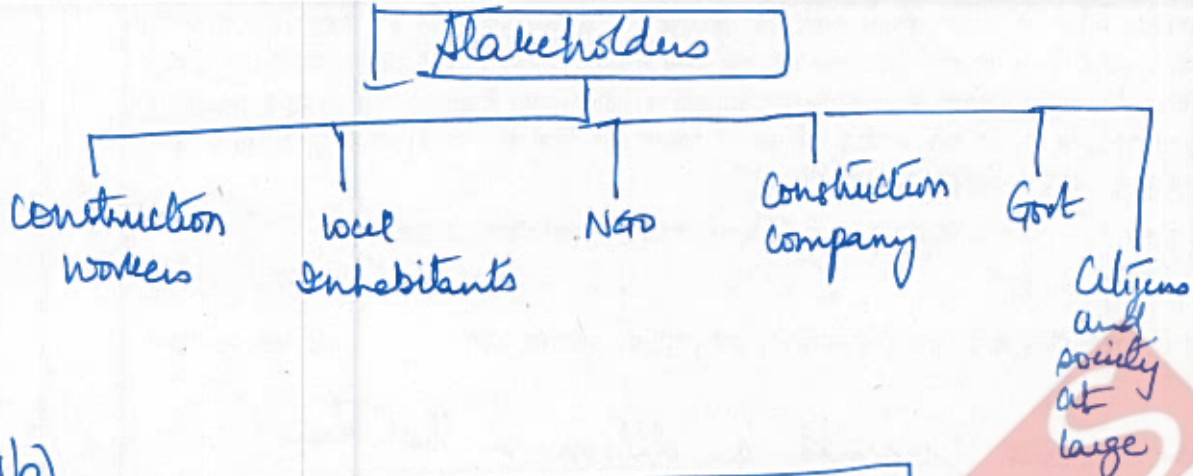 Stakeholders
Construction
Workers
local
Inhabitants
NGO
Construction
Company
Govt
Citizens
and
society
at
large
b)